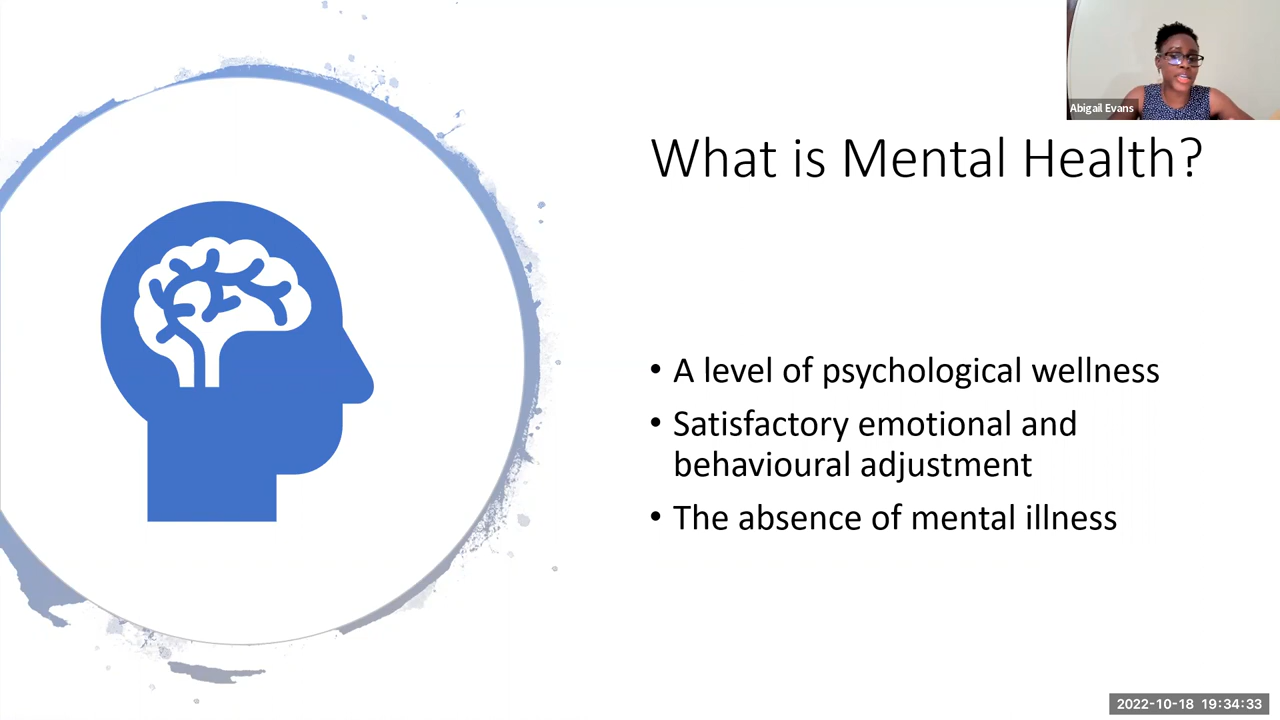 Abigail Evans
What is Mental Health?
• A level of psychological wellness
• Satisfactory emotional and
behavioural adjustment
• The absence of mental illness
2022-10-18 19:34:33